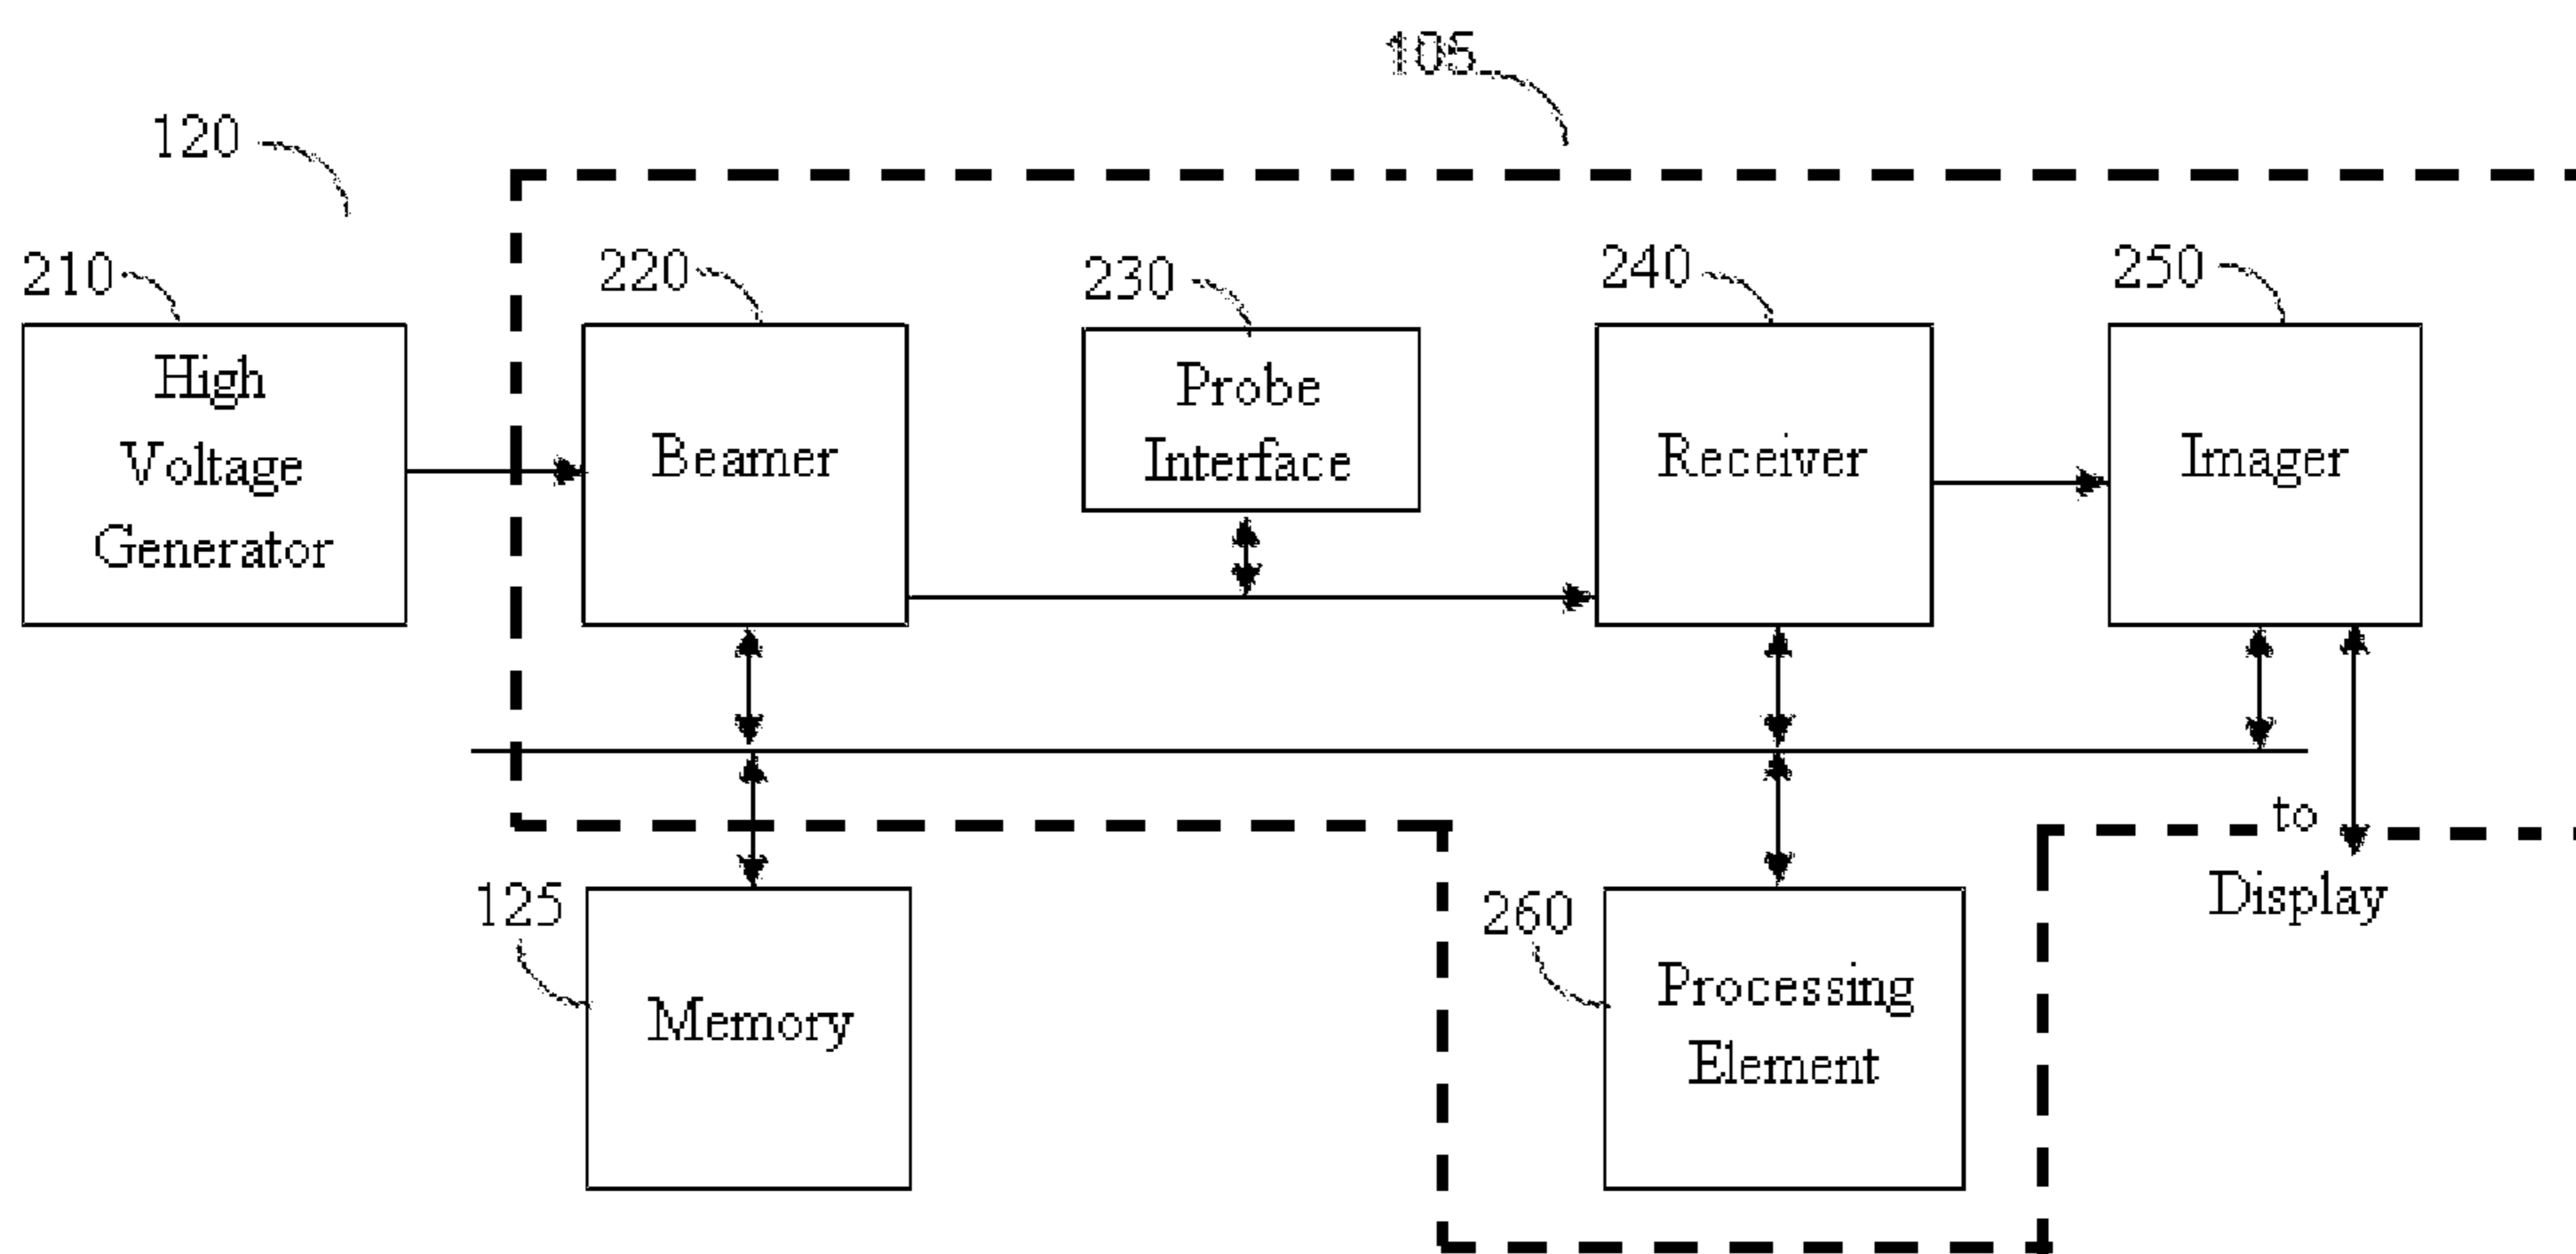 105
120
210
220
230
240
250
High
Voltage
Generator
Beamer
Probe
Interface
Receiver
Imager
to
Display
125
Memory
260
Processing
Element